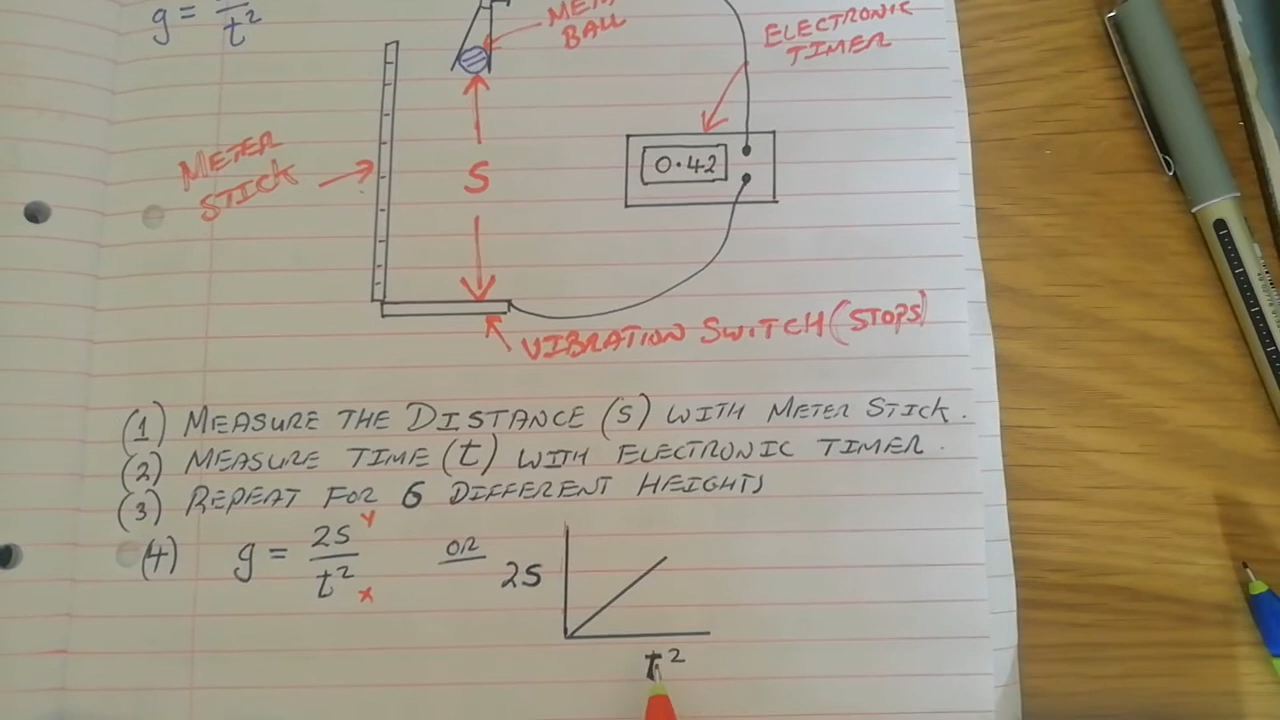 g = t²
BALL
ELECTRONIC
TIMER
METER
STICK
0.42
S
VIBRATION SWITCH (STOPS)
(1) MEASURE THE DISTANCE (S) WITH METER STICK.
(2) MEASURE TIME (t) WITH ELECTRONIC TIMER.
(3) REPEAT FOR 6 DIFFERENT HEIGHTS
(4) g = 2S Y / t² X OR 2S
t²